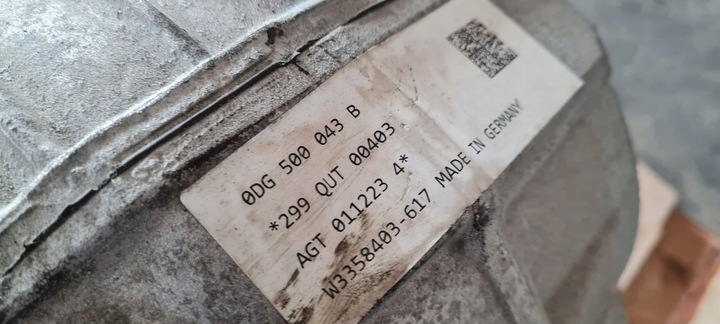 0DG 500 043 B
*299 QUT 00403
AGT 011223 4*
W3358403-617 MADE IN GERMANY